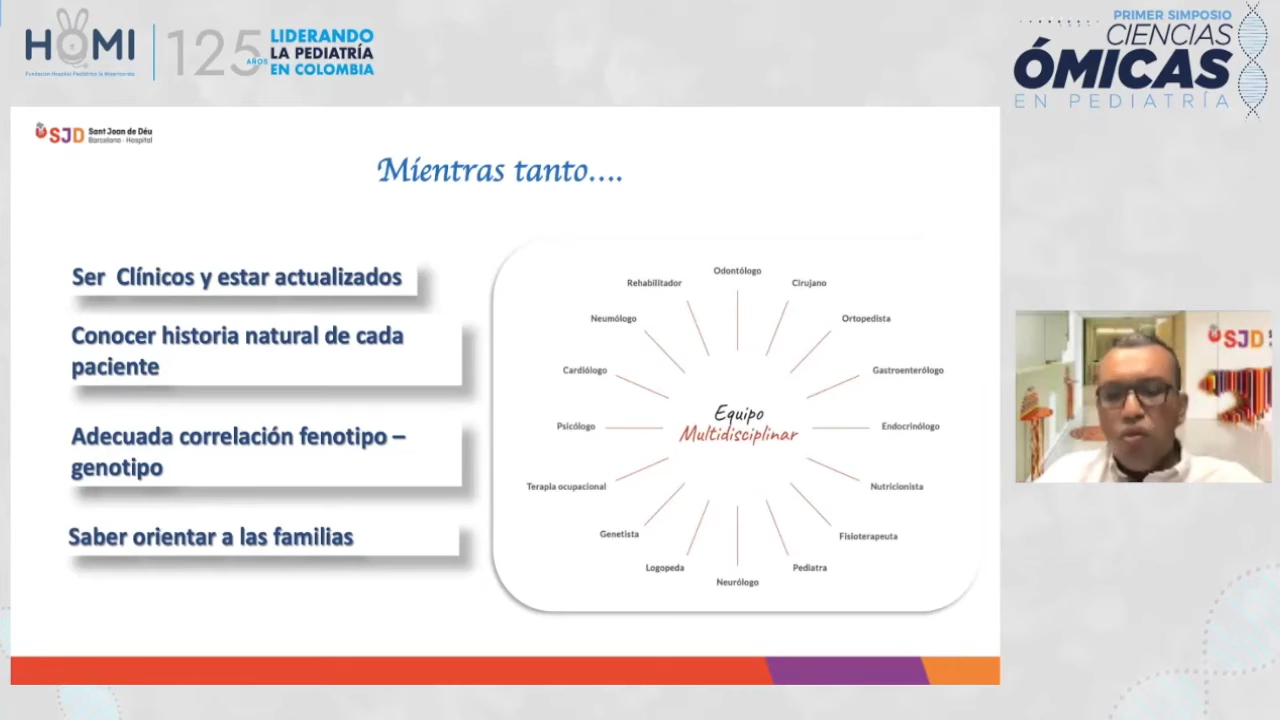 HOMI
Fundación Hospital Pediátrico la Misericordia
125 AÑOS
LIDERANDO
LA PEDIATRÍA
EN COLOMBIA
PRIMER SIMPOSIO
CIENCIAS
ÓMICAS
EN PEDIATRÍA
SJD Sant Joan de Déu
Barcelona · Hospital
Mientras tanto....
Ser Clínicos y estar actualizados
Conocer historia natural de cada
paciente
Adecuada correlación fenotipo –
genotipo
Saber orientar a las familias
Odontólogo
Rehabilitador
Cirujano
Neumólogo
Ortopedista
Cardiólogo
Gastroenterólogo
Equipo
Multidisciplinar
Psicólogo
Endocrinólogo
Terapia ocupacional
Nutricionista
Genetista
Fisioterapeuta
Logopeda
Pediatra
Neurólogo
SJD